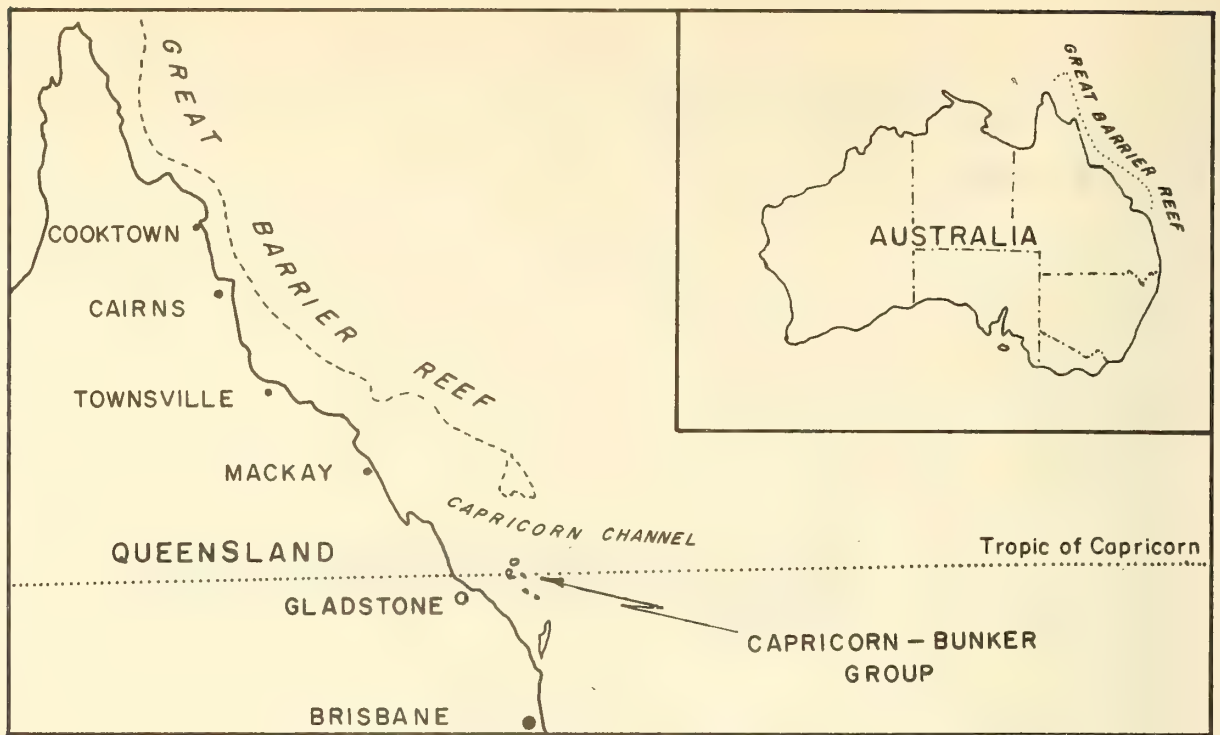 GREAT BARRIER REEF
COOKTOWN
CAIRNS
TOWNSVILLE
MACKAY
CAPRICORN CHANNEL
QUEENSLAND
Tropic of Capricorn
GLADSTONE
CAPRICORN – BUNKER
GROUP
BRISBANE
GREAT BARRIER REEF
AUSTRALIA